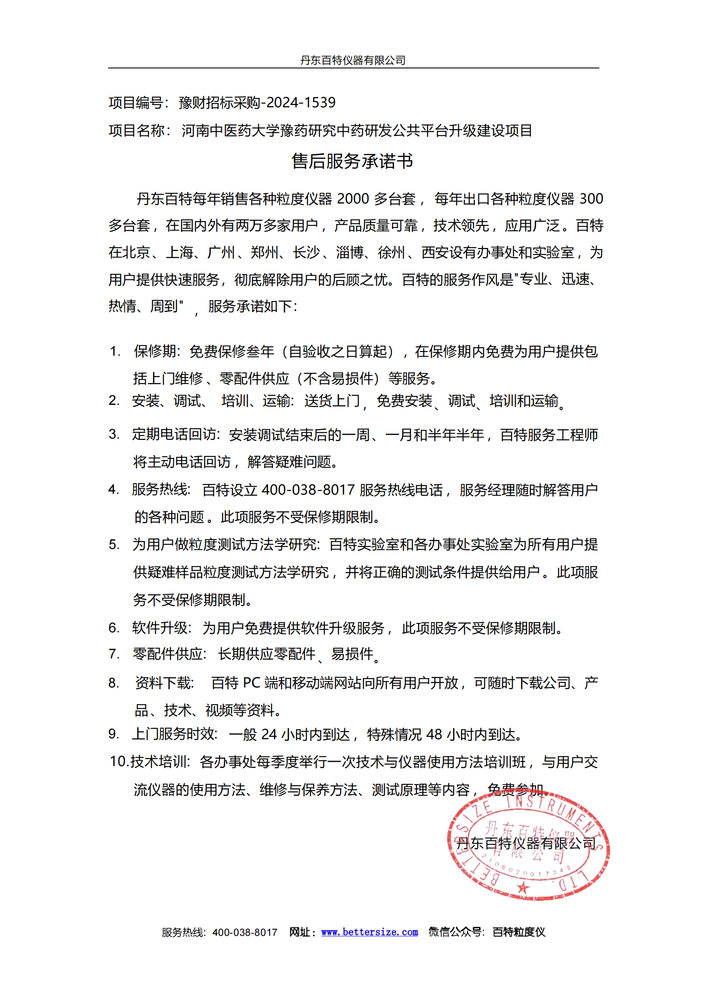 丹东百特仪器有限公司
项目编号：豫财招标采购-2024-1539
项目名称：河南中医药大学豫药研究中药研发公共平台升级建设项目
售后服务承诺书
丹东百特每年销售各种粒度仪器 2000 多台套，每年出口各种粒度仪器 300
多台套，在国内外有两万多家用户，产品质量可靠，技术领先，应用广泛。百特
在北京、上海、广州、郑州、长沙、淄博、徐州、西安设有办事处和实验室，为
用户提供快速服务，彻底解除用户的后顾之忧。百特的服务作风是"专业、迅速、
热情、周到"，服务承诺如下：
1. 保修期：免费保修叁年（自验收之日算起），在保修期内免费为用户提供包
括上门维修、零配件供应（不含易损件）等服务。
2. 安装、调试、培训、运输：送货上门，免费安装、调试、培训和运输。
3. 定期电话回访：安装调试结束后的一周、一月和半年半年，百特服务工程师
将主动电话回访，解答疑难问题。
4. 服务热线：百特设立 400-038-8017 服务热线电话，服务经理随时解答用户
的各种问题。此项服务不受保修期限制。
5. 为用户做粒度测试方法学研究：百特实验室和各办事处实验室为所有用户提
供疑难样品粒度测试方法学研究，并将正确的测试条件提供给用户。此项服
务不受保修期限制。
6. 软件升级：为用户免费提供软件升级服务，此项服务不受保修期限制。
7. 零配件供应：长期供应零配件、易损件。
8. 资料下载：百特 PC 端和移动端网站向所有用户开放，可随时下载公司、产
品、技术、视频等资料。
9. 上门服务时效：一般 24 小时内到达，特殊情况 48 小时内到达。
10.技术培训：各办事处每季度举行一次技术与仪器使用方法培训班，与用户交
流仪器的使用方法、维修与保养方法、测试原理等内容，免费参加。
BETTERSIZE INSTRUMENTS LTD.
丹东百特仪器
有限公司
2106020017342
丹东百特仪器有限公司
服务热线：400-038-8017 网址：www.bettersize.com 微信公众号：百特粒度仪